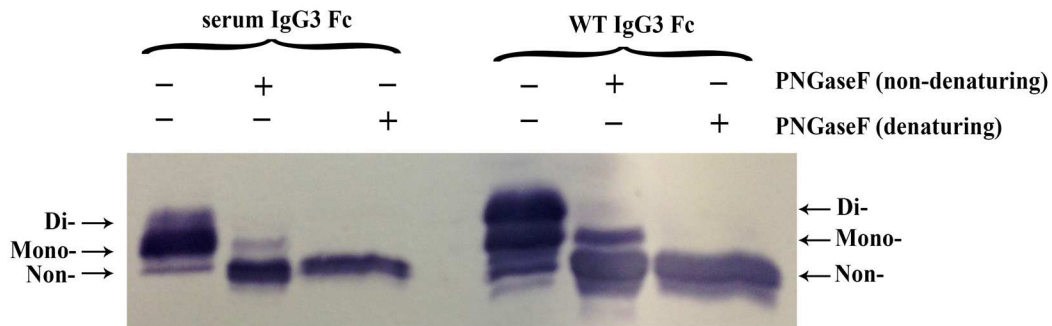 serum IgG3 Fc WT IgG3 Fc
− + − − + − PNGaseF (non-denaturing)
− − + − − + PNGaseF (denaturing)
Di- → ← Di-
Mono- → ← Mono-
Non- → ← Non-